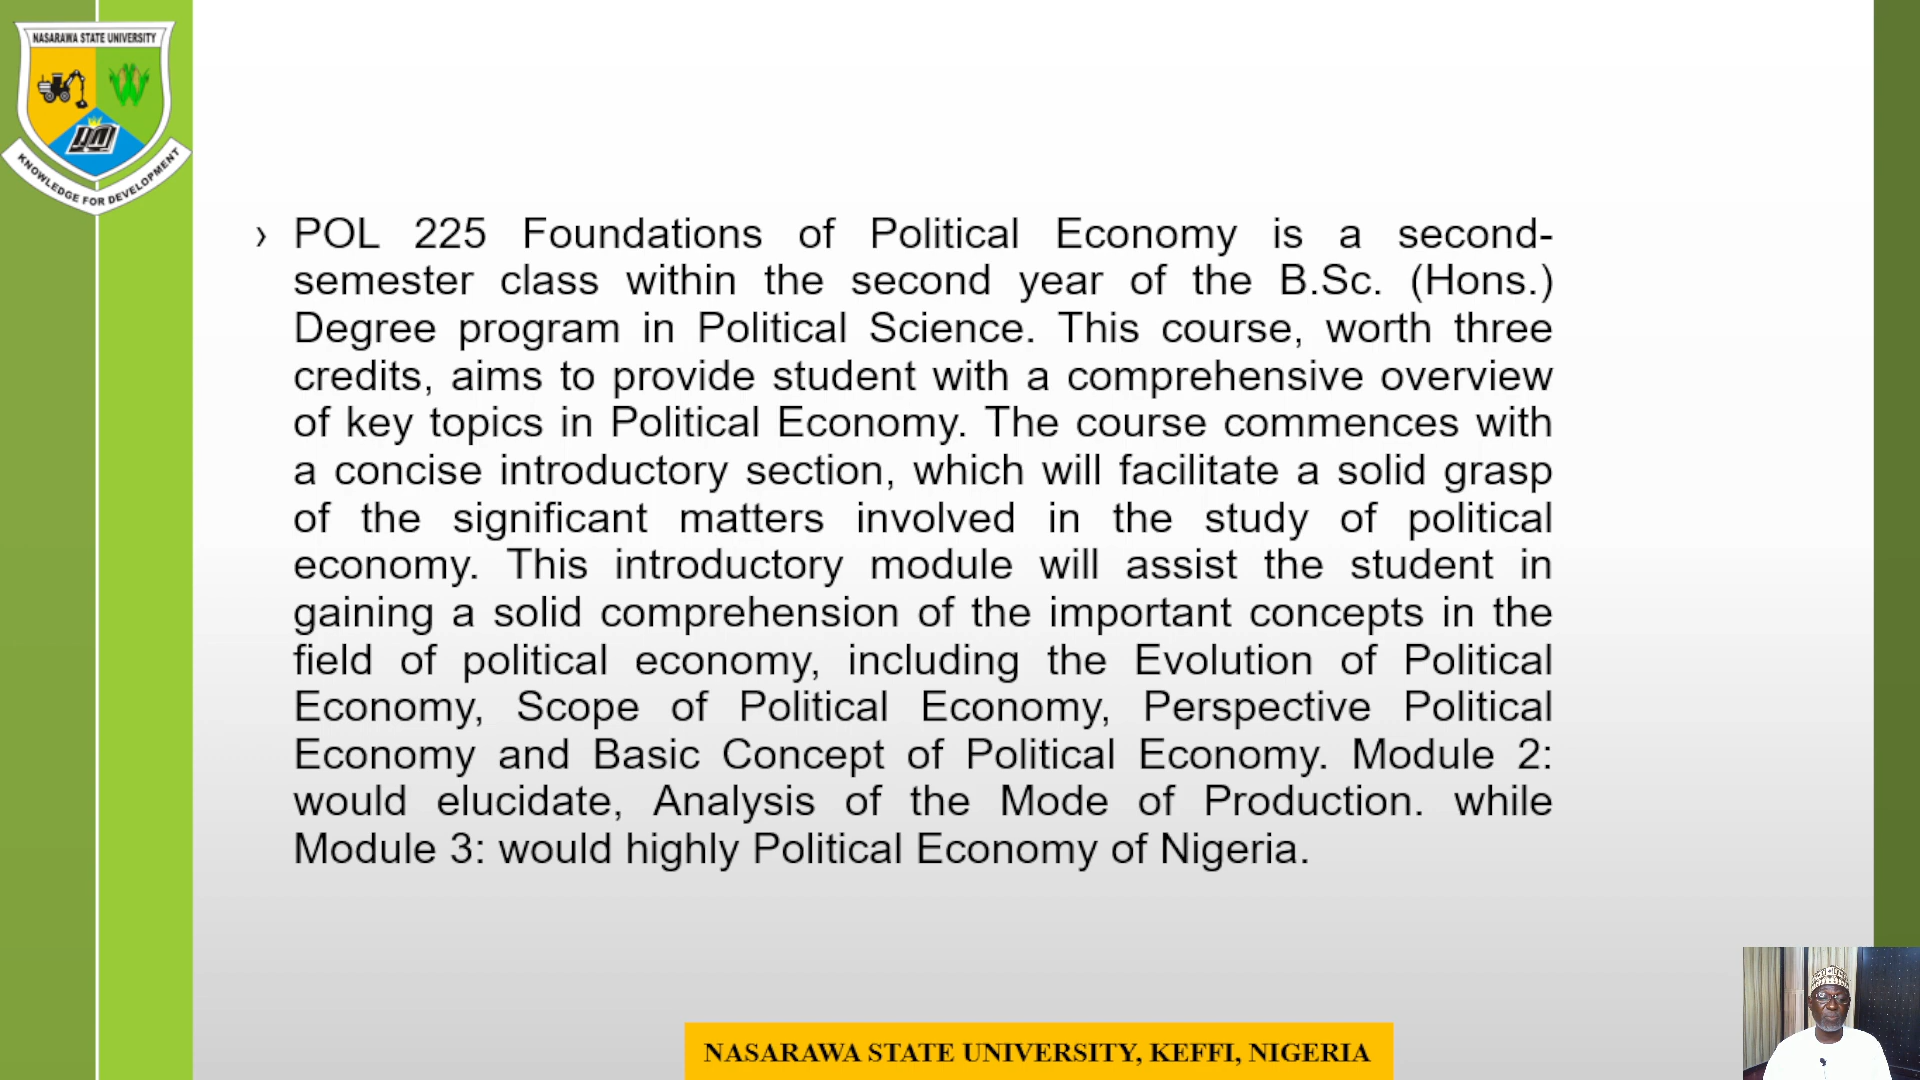 NASARAWA STATE UNIVERSITY
KNOWLEDGE FOR DEVELOPMENT
› POL 225 Foundations of Political Economy is a second-
semester class within the second year of the B.Sc. (Hons.)
Degree program in Political Science. This course, worth three
credits, aims to provide student with a comprehensive overview
of key topics in Political Economy. The course commences with
a concise introductory section, which will facilitate a solid grasp
of the significant matters involved in the study of political
economy. This introductory module will assist the student in
gaining a solid comprehension of the important concepts in the
field of political economy, including the Evolution of Political
Economy, Scope of Political Economy, Perspective Political
Economy and Basic Concept of Political Economy. Module 2:
would elucidate, Analysis of the Mode of Production. while
Module 3: would highly Political Economy of Nigeria.
NASARAWA STATE UNIVERSITY, KEFFI, NIGERIA